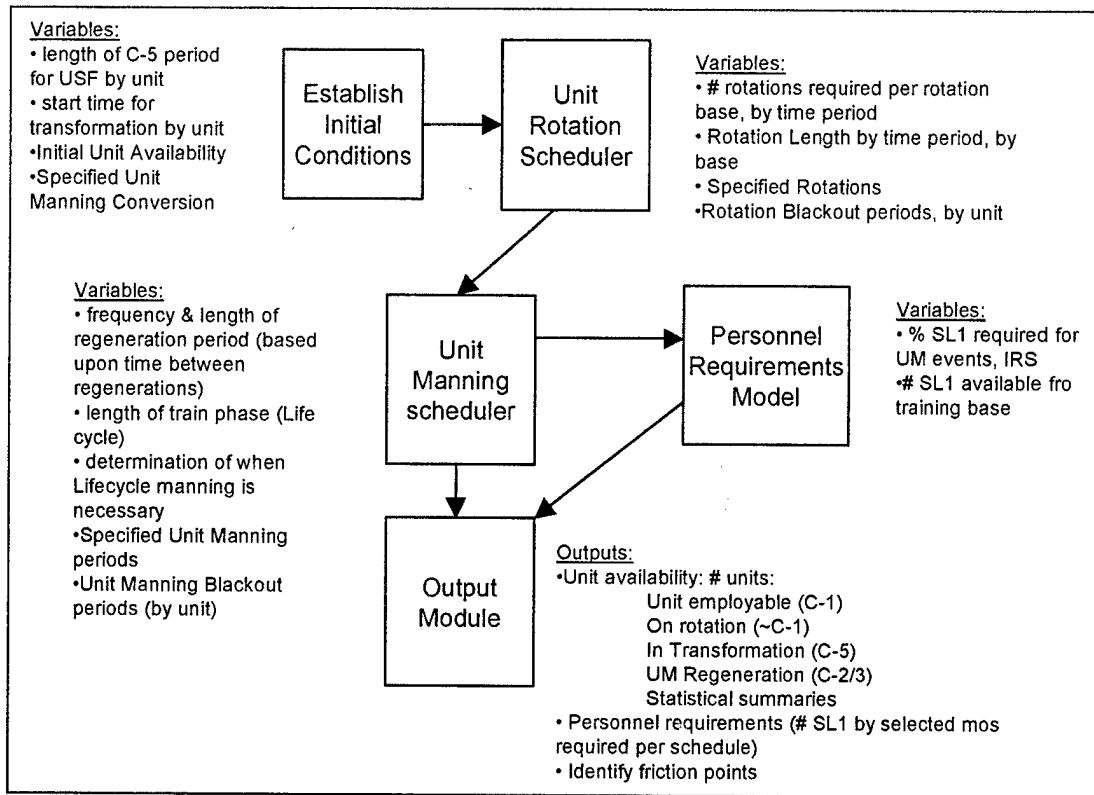 Variables:
• length of C-5 period
for USF by unit
• start time for
transformation by unit
•Initial Unit Availability
•Specified Unit
Manning Conversion
Establish
Initial
Conditions
Unit
Rotation
Scheduler
Variables:
• # rotations required per rotation
base, by time period
• Rotation Length by time period, by
base
• Specified Rotations
•Rotation Blackout periods, by unit
Variables:
• frequency & length of
regeneration period (based
upon time between
regenerations)
• length of train phase (Life
cycle)
• determination of when
Lifecycle manning is
necessary
•Specified Unit Manning
periods
•Unit Manning Blackout
periods (by unit)
Unit
Manning
scheduler
Personnel
Requirements
Model
Variables:
• % SL1 required for
UM events, IRS
•# SL1 available fro
training base
Output
Module
Outputs:
•Unit availability: # units:
Unit employable (C-1)
On rotation (~C-1)
In Transformation (C-5)
UM Regeneration (C-2/3)
Statistical summaries
• Personnel requirements (# SL1 by selected mos
required per schedule)
• Identify friction points